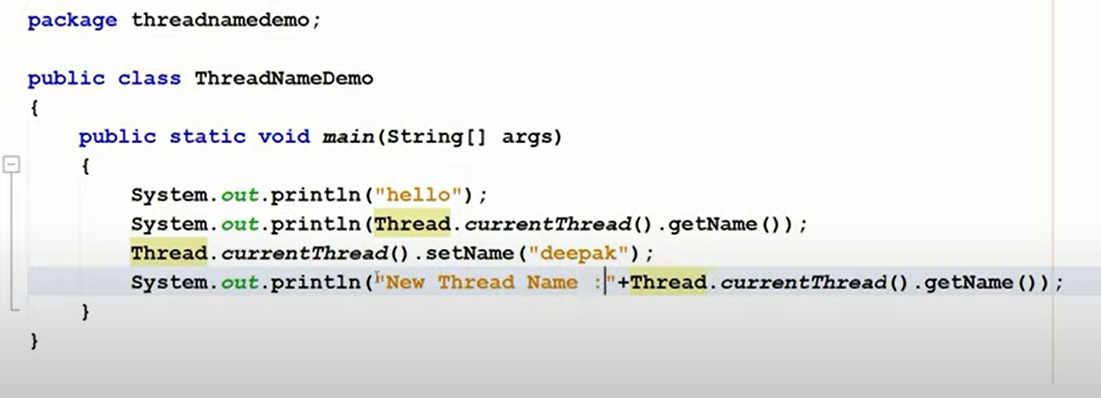 package threadnamedemo;
public class ThreadNameDemo
{
public static void main(String[] args)
{
System.out.println("hello");
System.out.println(Thread.currentThread().getName());
Thread.currentThread().setName("deepak");
System.out.println("New Thread Name :"+Thread.currentThread().getName());
}
}